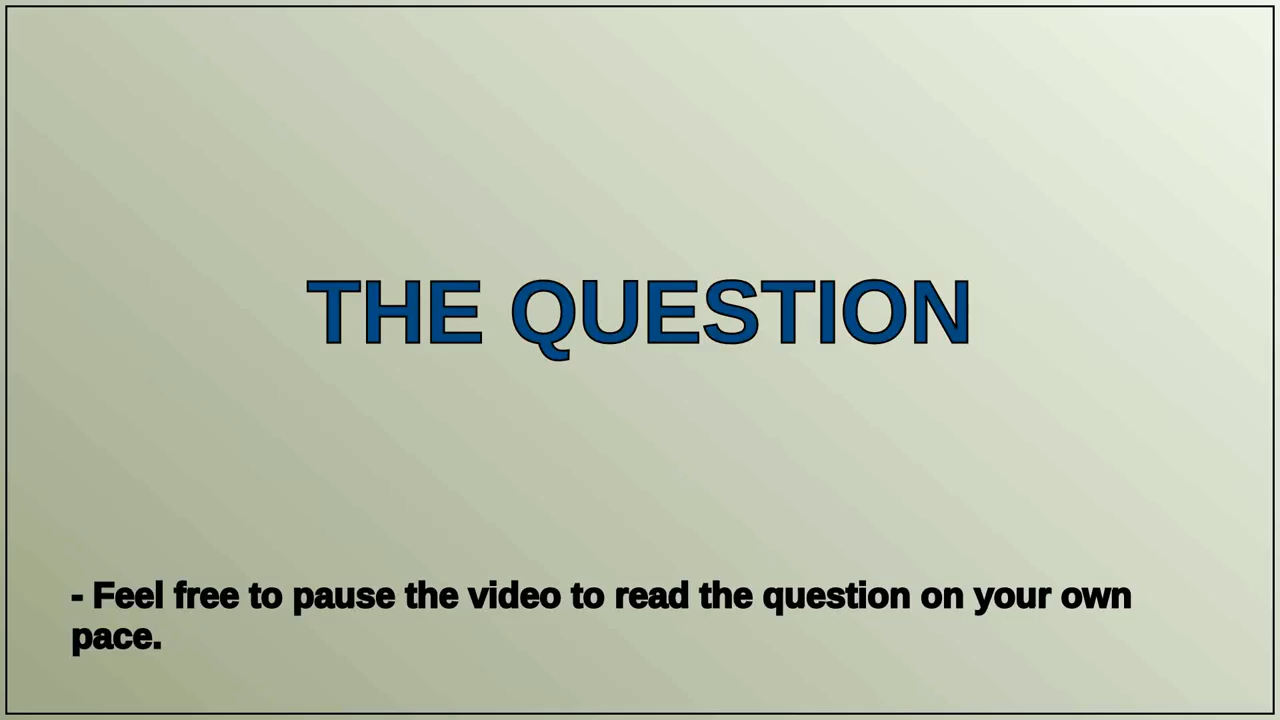 THE QUESTION
- Feel free to pause the video to read the question on your own
pace.